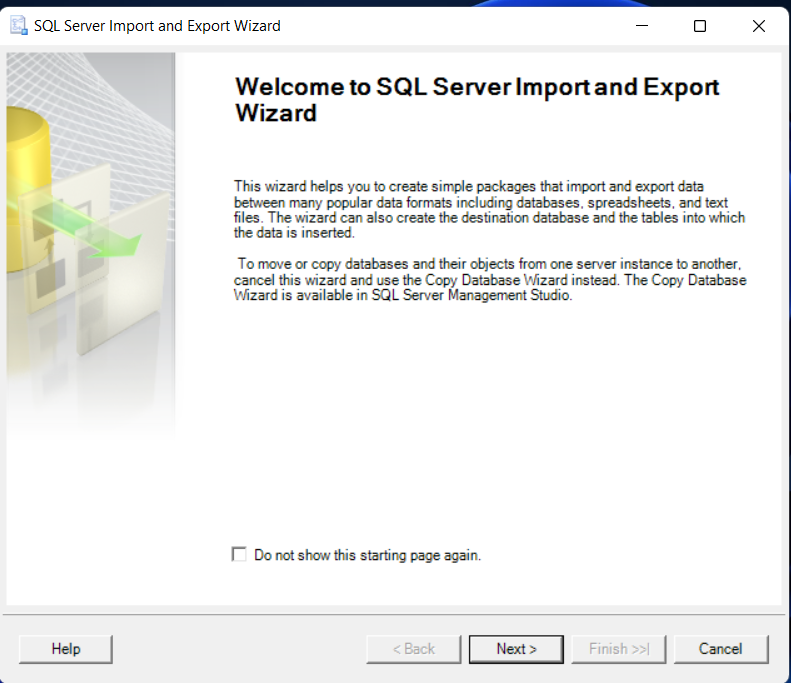 SQL Server Import and Export Wizard
Welcome to SQL Server Import and Export
Wizard
This wizard helps you to create simple packages that import and export data
between many popular data formats including databases, spreadsheets, and text
files. The wizard can also create the destination database and the tables into which
the data is inserted.
To move or copy databases and their objects from one server instance to another,
cancel this wizard and use the Copy Database Wizard instead. The Copy Database
Wizard is available in SQL Server Management Studio.
Do not show this starting page again.
Help
< Back
Next >
Finish >>|
Cancel